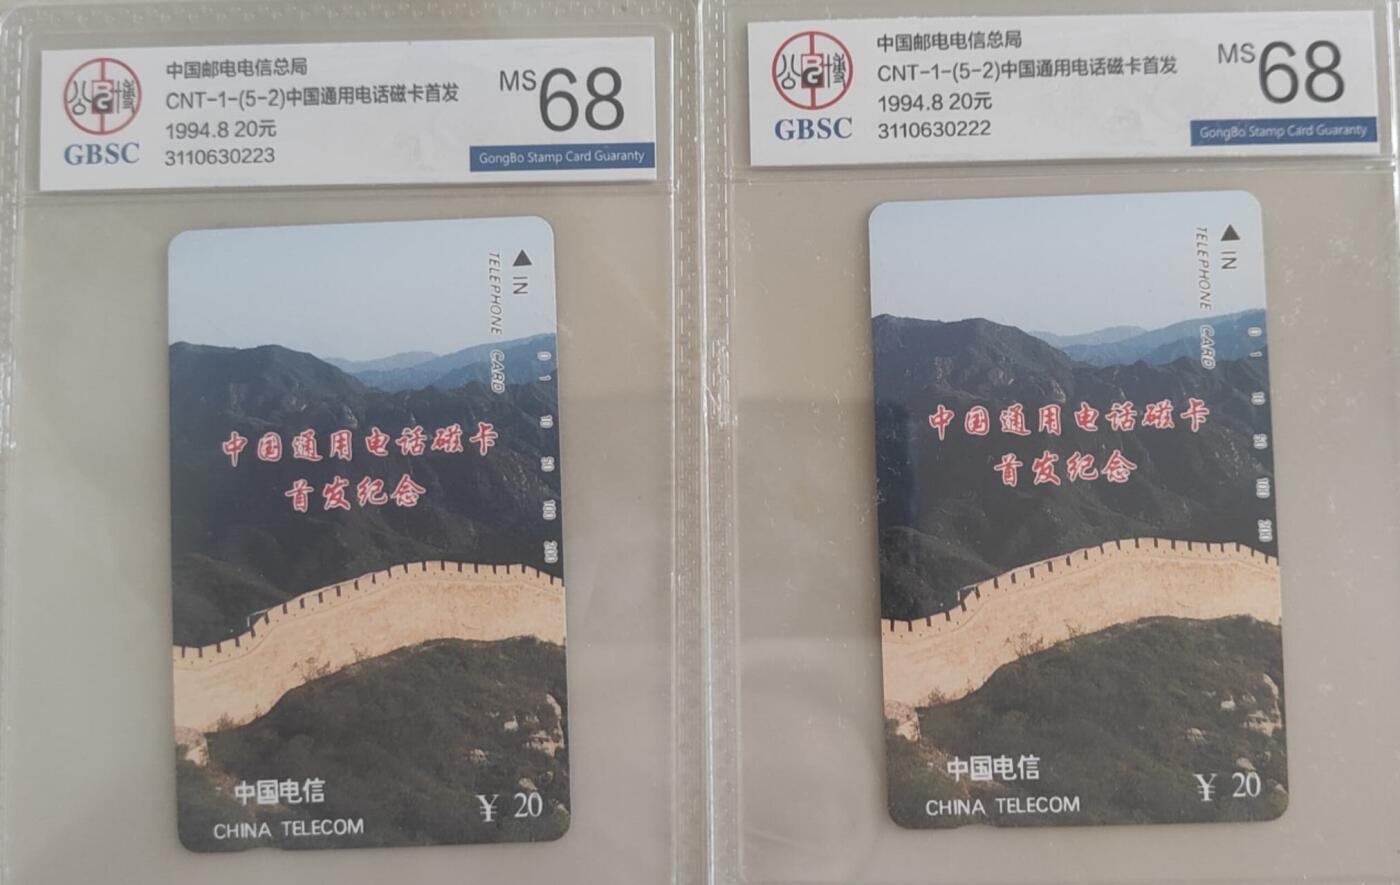 中国邮电电信总局
CNT-1-(5-2)中国通用电话磁卡首发
1994.8 20元
3110630223
GBSC
MS 68
GongBo Stamp Card Guaranty
IN
TELEPHONE CARD
0 1 10 50 100 200
中国通用电话磁卡
首发纪念
中国电信
CHINA TELECOM
¥ 20
中国邮电电信总局
CNT-1-(5-2)中国通用电话磁卡首发
1994.8 20元
3110630222
GBSC
MS 68
GongBo Stamp Card Guaranty
IN
TELEPHONE CARD
0 1 10 50 100 200
中国通用电话磁卡
首发纪念
中国电信
CHINA TELECOM
¥ 20